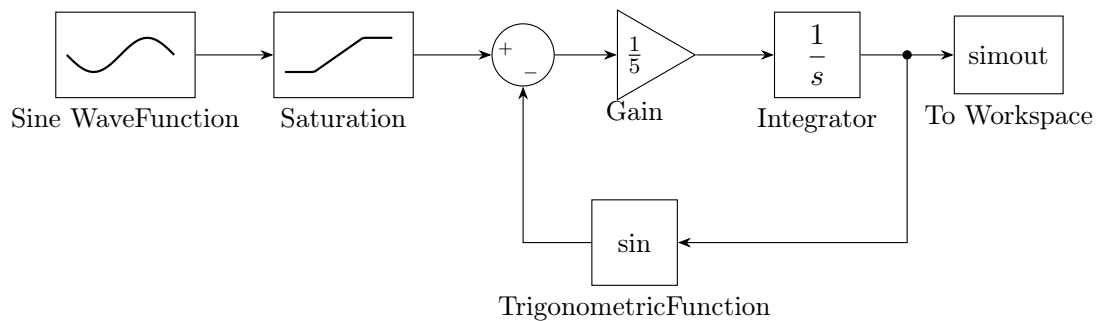 +
−
1
5
1
s
simout
Sine WaveFunction
Saturation
Gain
Integrator
To Workspace
sin
TrigonometricFunction